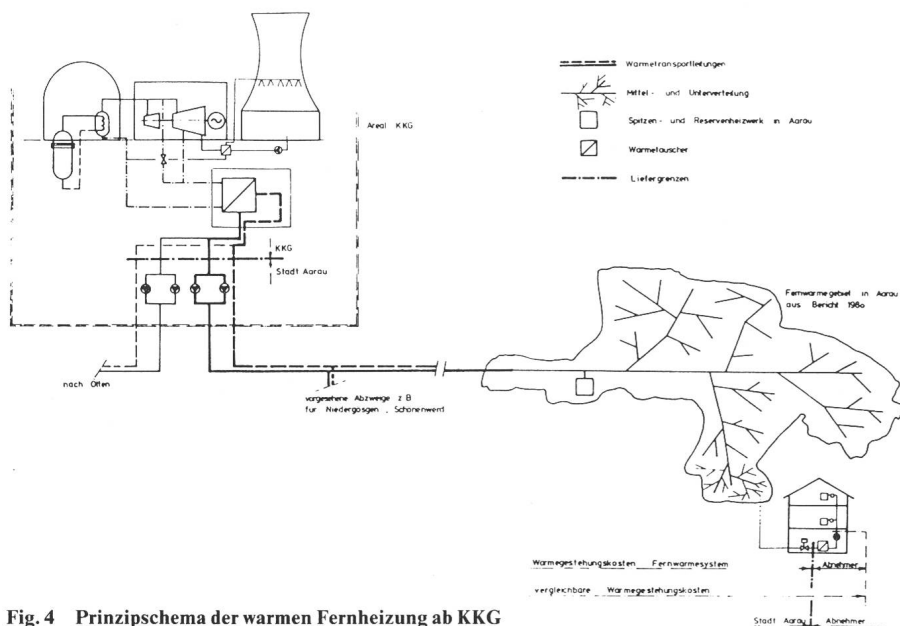 Wärmetransportleitungen
Mittel- und Unterverteilung
Spitzen- und Reservenheizwerk in Aarau
Wärmetauscher
Liefergrenzen
Areal KKG
KKG
Stadt Aarau
nach Olten
vorgesehene Abzweige z B
für Niedergösgen, Schönenwerd
Fernwärmegebiet in Aarau
aus Bericht 1980
Wärmegestehungskosten Fernwärmesystem
Abnehmer
vergleichbare Wärmegestehungskosten
Stadt Aarau Abnehmer
Fig. 4 Prinzipschema der warmen Fernheizung ab KKG